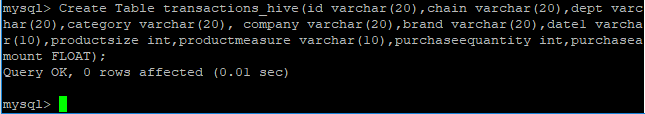 mysql> Create Table transactions_hive(id varchar(20),chain varchar(20),dept varc
har(20),category varchar(20), company varchar(20),brand varchar(20),date1 varcha
r(10),productsize int,productmeasure varchar(10),purchaseequantity int,purchasea
mount FLOAT);
Query OK, 0 rows affected (0.01 sec)
mysql>